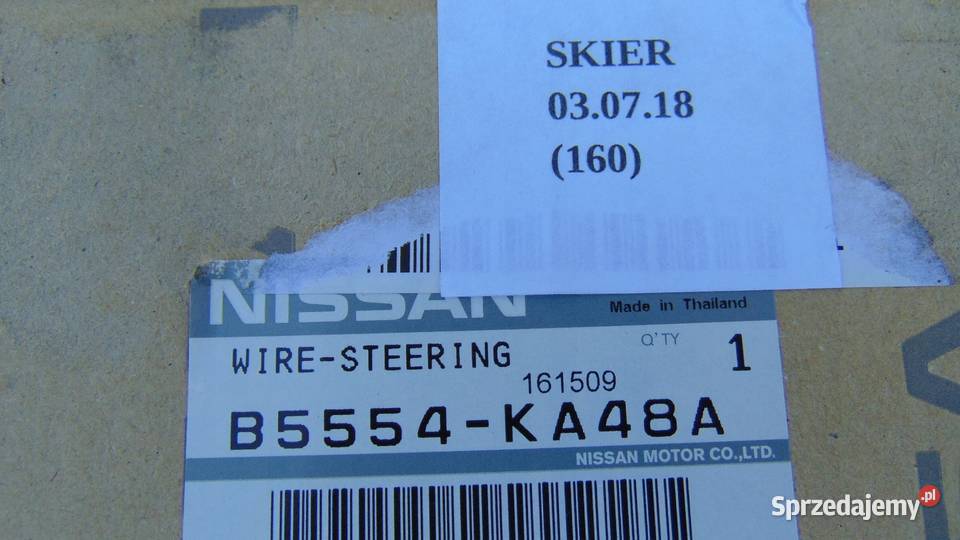 SKIER
03.07.18
(160)
NISSAN
Made in Thailand
WIRE-STEERING
Q'TY 1
161509
B5554-KA48A
NISSAN MOTOR CO.,LTD.
Sprzedajemy.pl